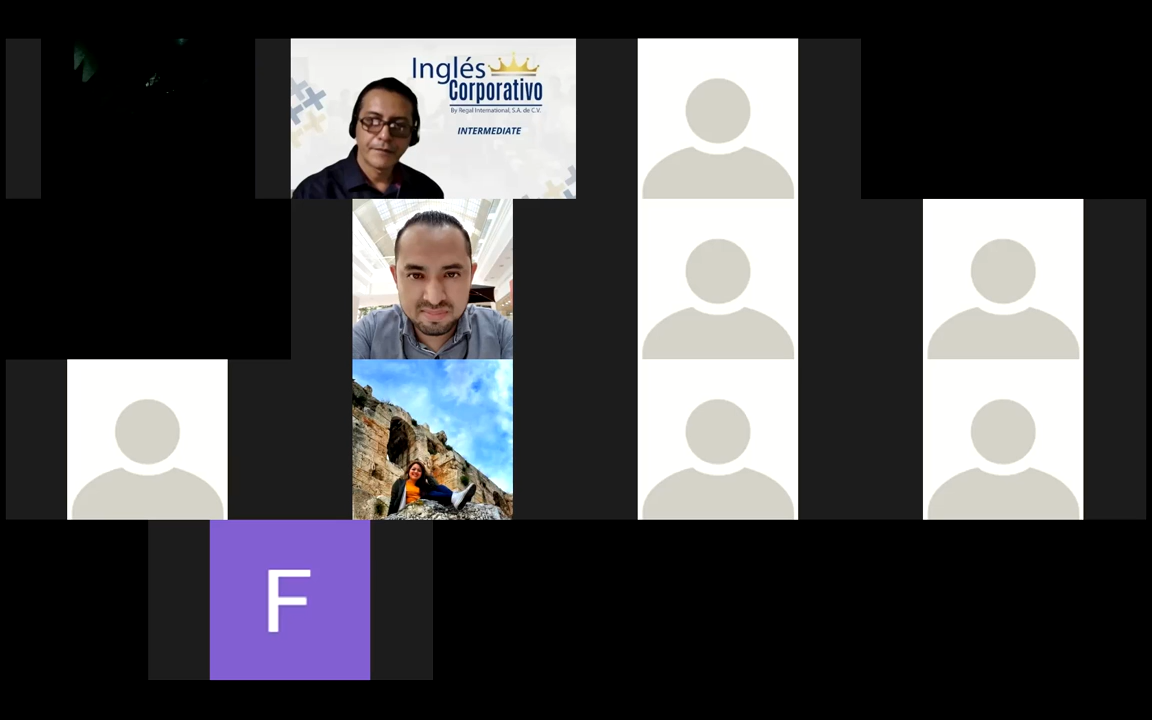 Inglés
Corporativo
By Regal International, S.A. de C.V.
INTERMEDIATE
F